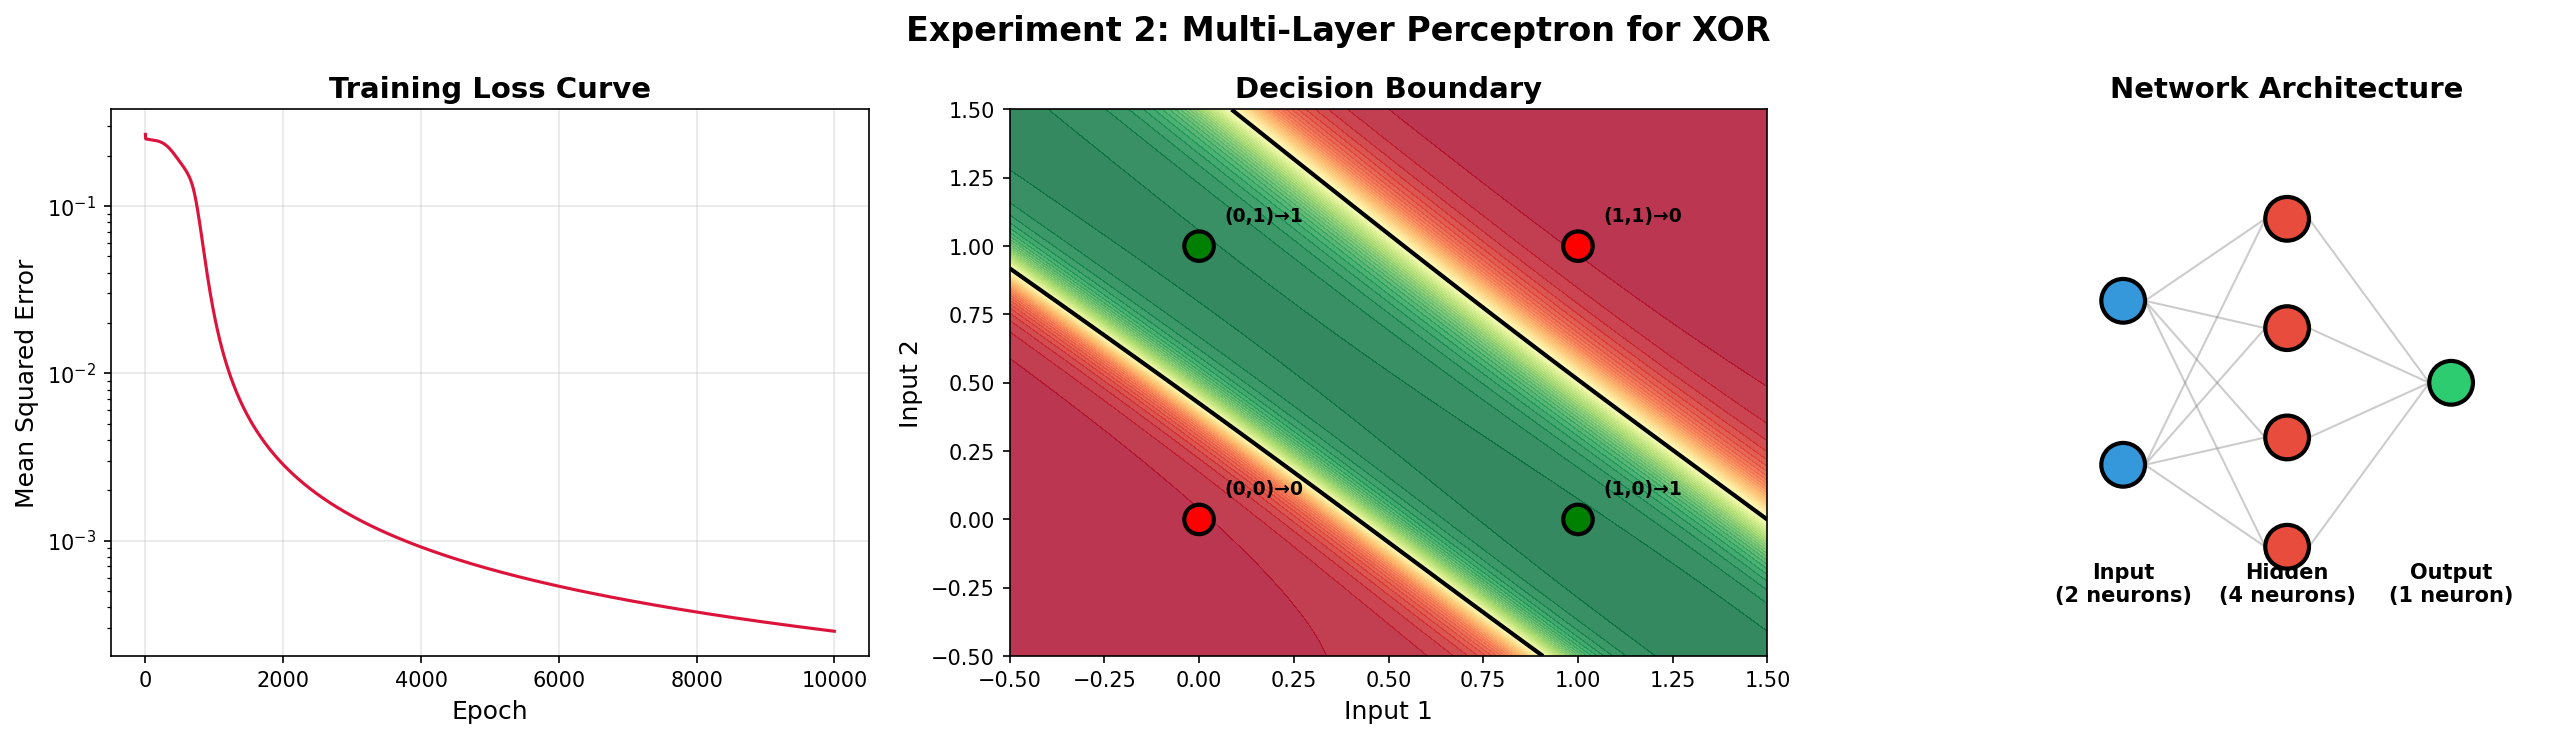 Experiment 2: Multi-Layer Perceptron for XOR
Training Loss Curve
Mean Squared Error
10⁻¹
10⁻²
10⁻³
0 2000 4000 6000 8000 10000
Epoch
Decision Boundary
Input 2
1.50
1.25
1.00
0.75
0.50
0.25
0.00
−0.25
−0.50
(0,1)→1
(1,1)→0
(0,0)→0
(1,0)→1
−0.50 −0.25 0.00 0.25 0.50 0.75 1.00 1.25 1.50
Input 1
Network Architecture
Input
(2 neurons)
Hidden
(4 neurons)
Output
(1 neuron)